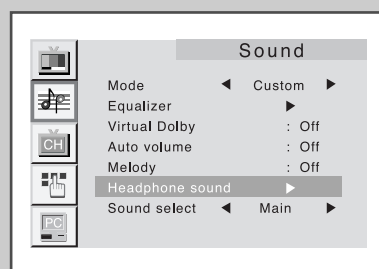 Sound
Mode ◀ Custom ▶
Equalizer ▶
Virtual Dolby : Off
Auto volume : Off
CH
Melody : Off
Headphone sound ▶
Sound select ◀ Main ▶
PC